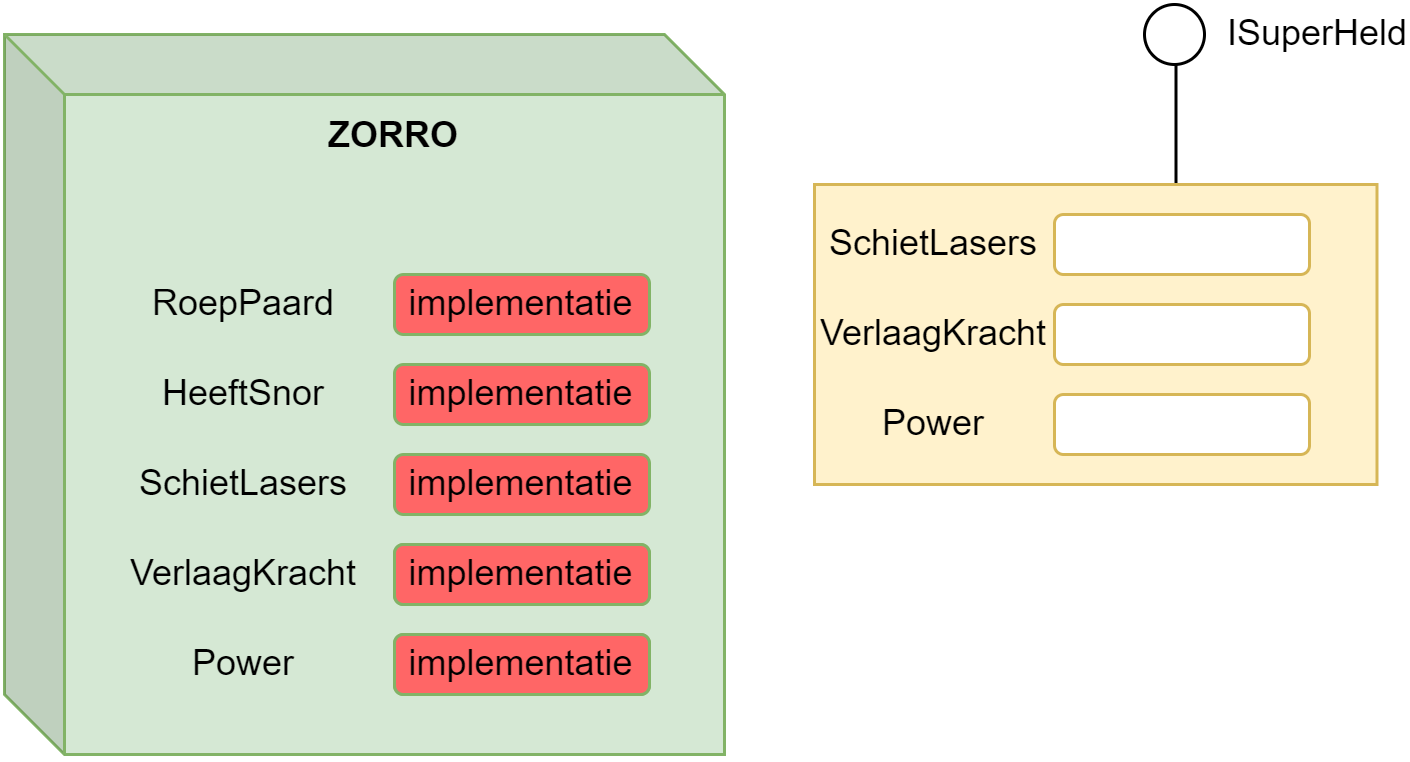 ISuperHeld
ZORRO
RoepPaard implementatie
HeeftSnor implementatie
SchietLasers implementatie
VerlaagKracht implementatie
Power implementatie
SchietLasers
VerlaagKracht
Power